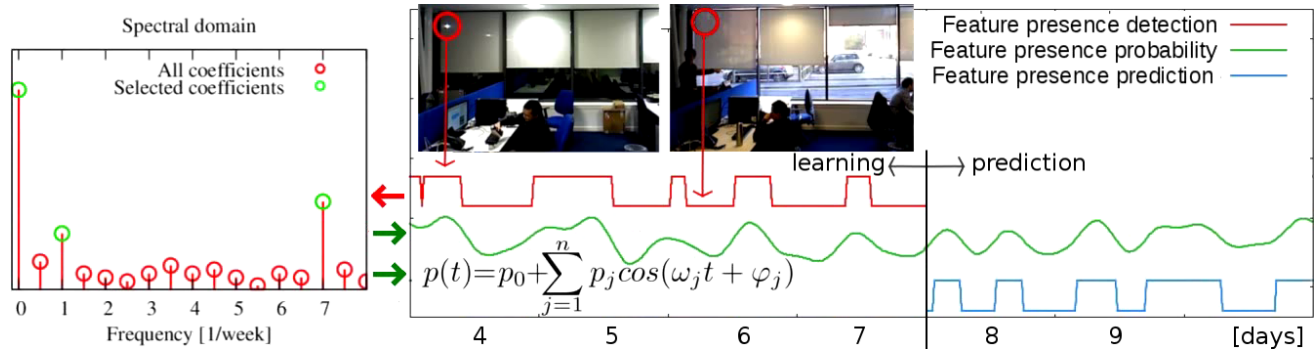 Spectral domain
All coefficients
Selected coefficients
0 1 2 3 4 5 6 7
Frequency [1/week]
Feature presence detection
Feature presence probability
Feature presence prediction
learning
prediction
p(t)=p₀+∑ⁿⱼ₌₁ pⱼcos(ωⱼt + φⱼ)
4 5 6 7 8 9 [days]